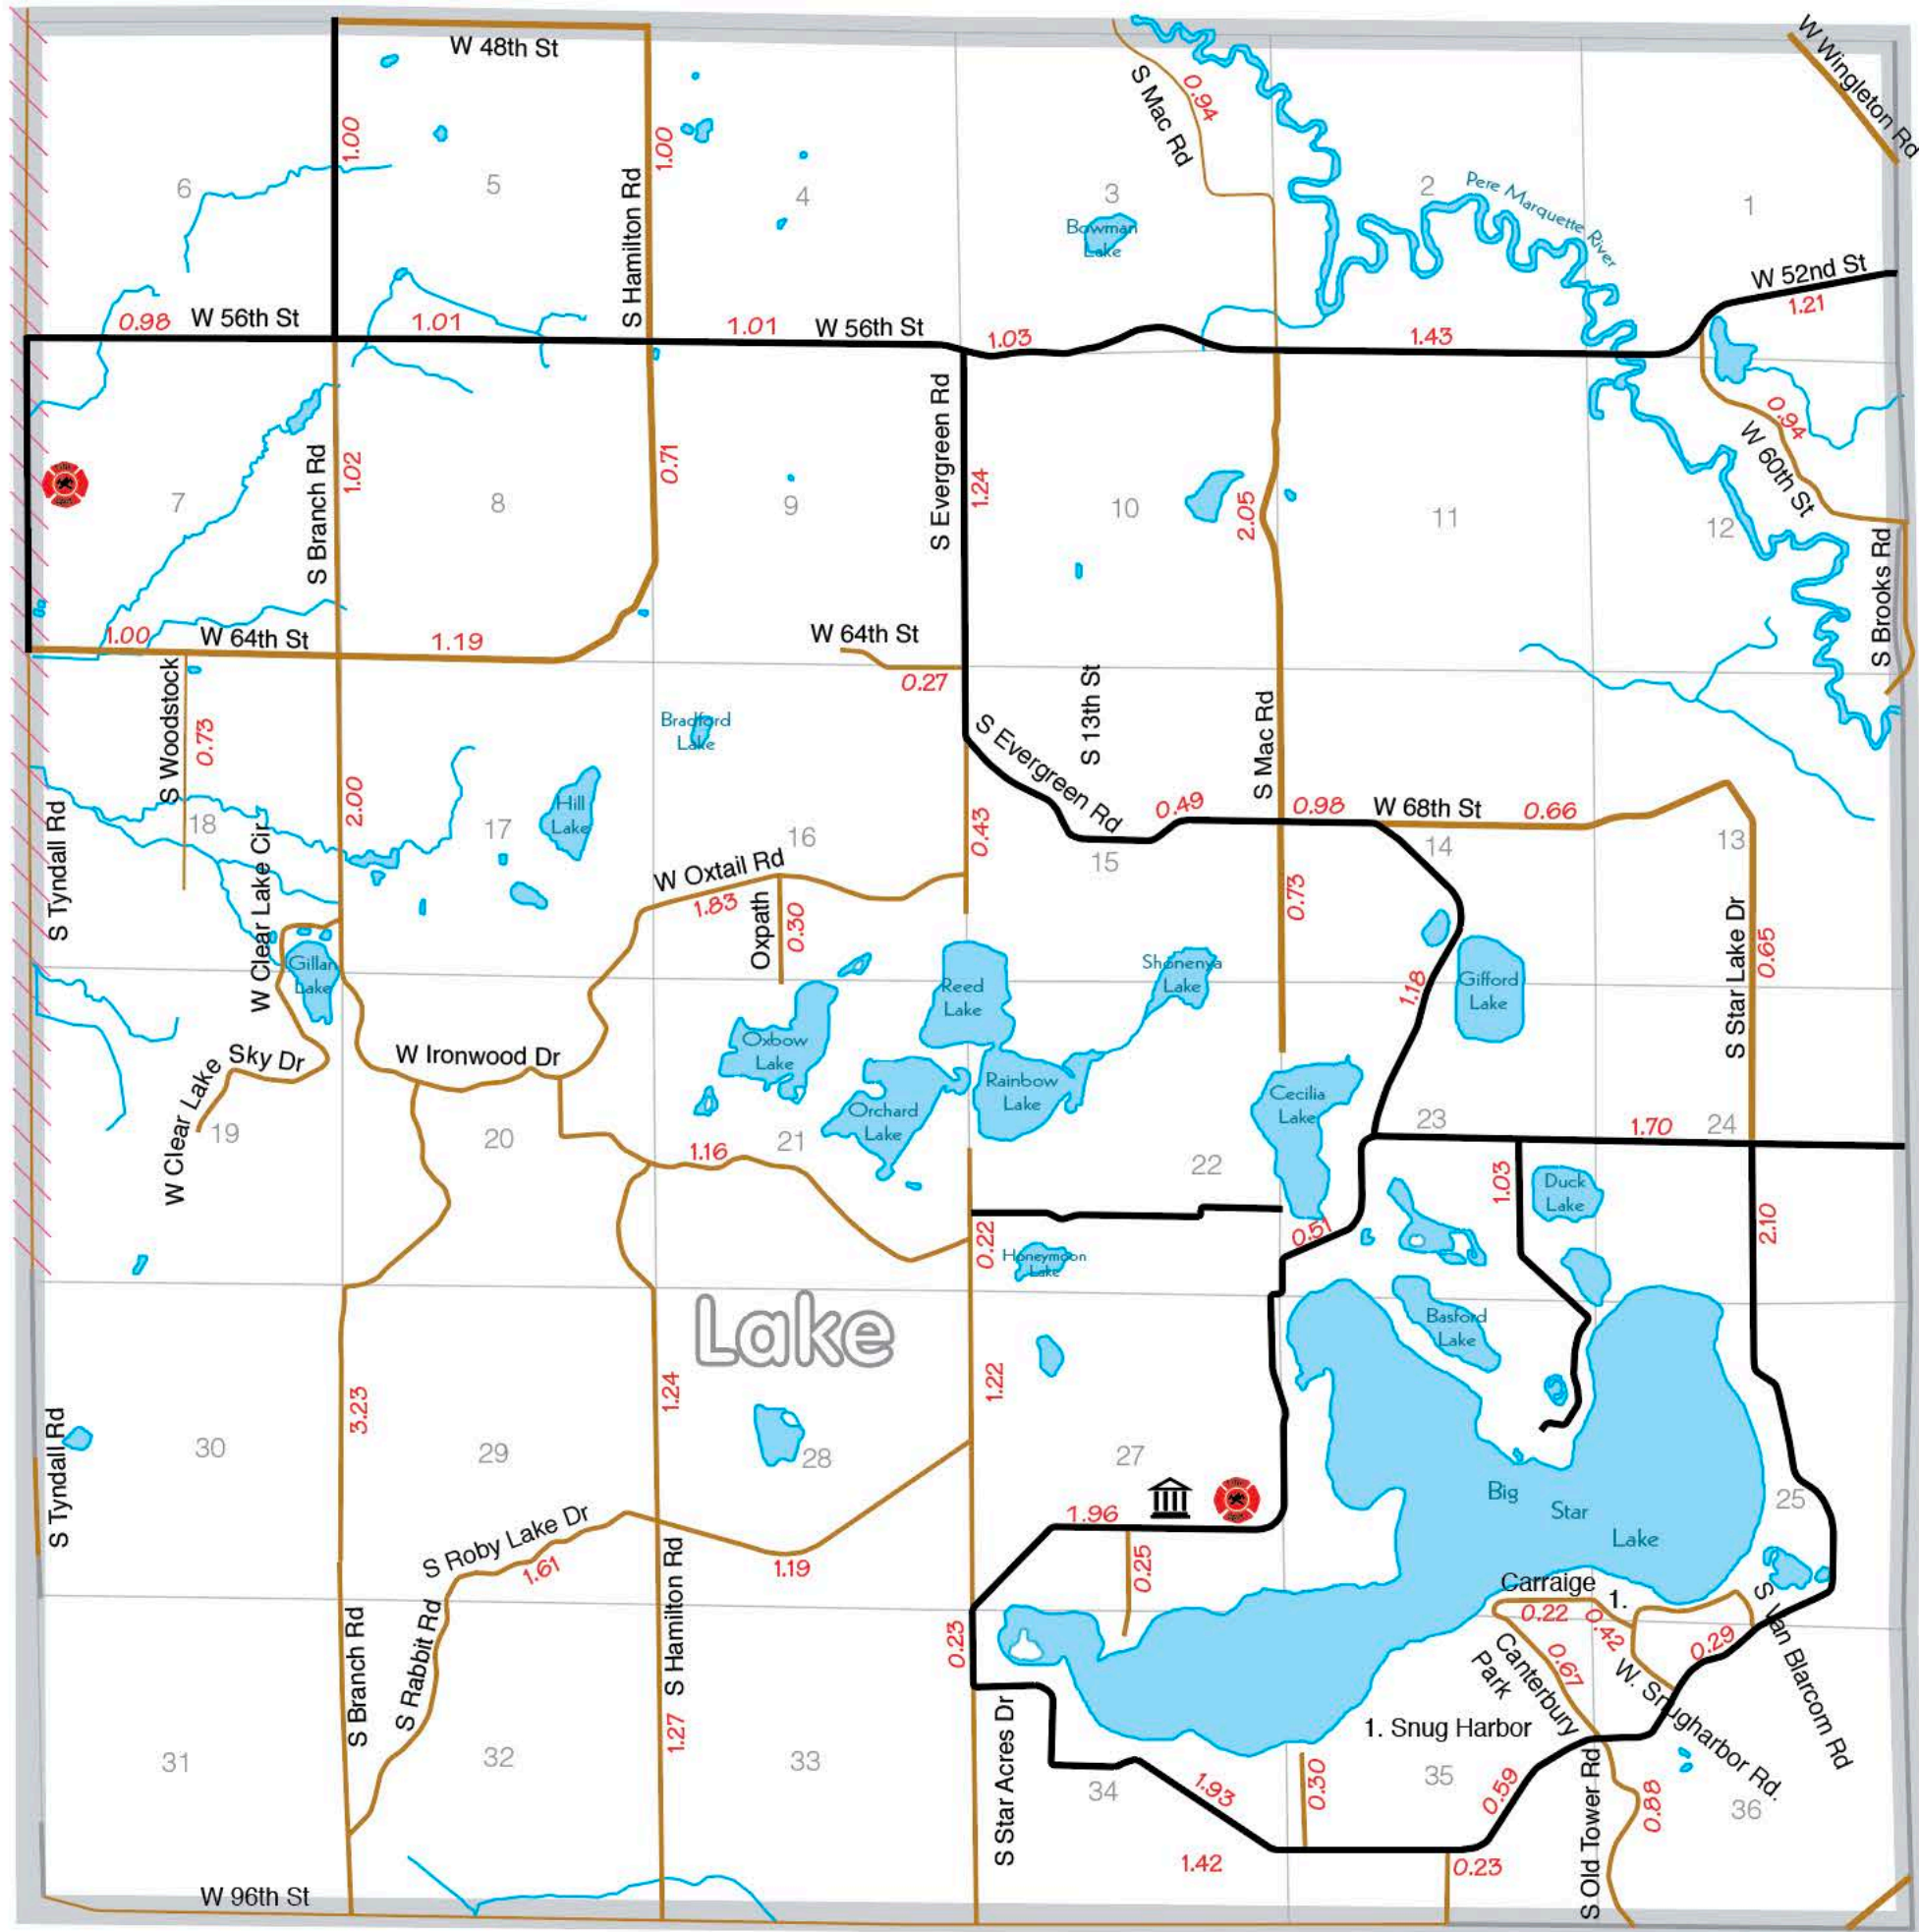 W 48th St
W Wingleton Rd
S Mac Rd
0.94
1.00
1.00
S Hamilton Rd
6
5
4
3
2
1
Pere Marquette River
Bowman
Lake
W 52nd St
1.21
0.98
W 56th St
1.01
1.01
W 56th St
1.03
1.43
0.94
W 60th St
S Evergreen Rd
1.24
S Branch Rd
1.02
0.71
7
8
9
10
2.05
11
12
S Brooks Rd
1.00
W 64th St
1.19
W 64th St
0.27
S 13th St
S Mac Rd
S Woodstock
0.73
Bradford
Lake
S Evergreen Rd
0.49
0.98
W 68th St
0.66
S Tyndall Rd
18
2.00
17
Hill
Lake
16
0.43
15
14
13
W Clear Lake Cir
W Oxtail Rd
1.83
Oxpath
0.30
0.73
S Star Lake Dr
0.65
Gillan
Lake
Reed
Lake
Shonenya
Lake
1.18
Gifford
Lake
Sky Dr
W Clear Lake
W Ironwood Dr
Oxbow
Lake
Orchard
Lake
Rainbow
Lake
Cecilia
Lake
19
20
1.16
21
22
23
1.70
24
1.03
Duck
Lake
2.10
0.22
Honeymoon
Lake
0.51
Lake
Basford
Lake
S Tyndall Rd
30
3.23
29
1.24
28
1.22
27
Big
Star
Lake
25
S Roby Lake Dr
1.61
1.19
1.96
0.25
Carraige
1.
0.22
0.42
0.29
S Van Blarcom Rd
S Branch Rd
S Rabbit Rd
S Hamilton Rd
0.23
Canterbury
Park
0.67
W. Snugharbor Rd.
1. Snug Harbor
31
32
1.27
33
S Star Acres Dr
34
1.93
0.30
35
0.59
S Old Tower Rd
0.88
36
1.42
0.23
W 96th St